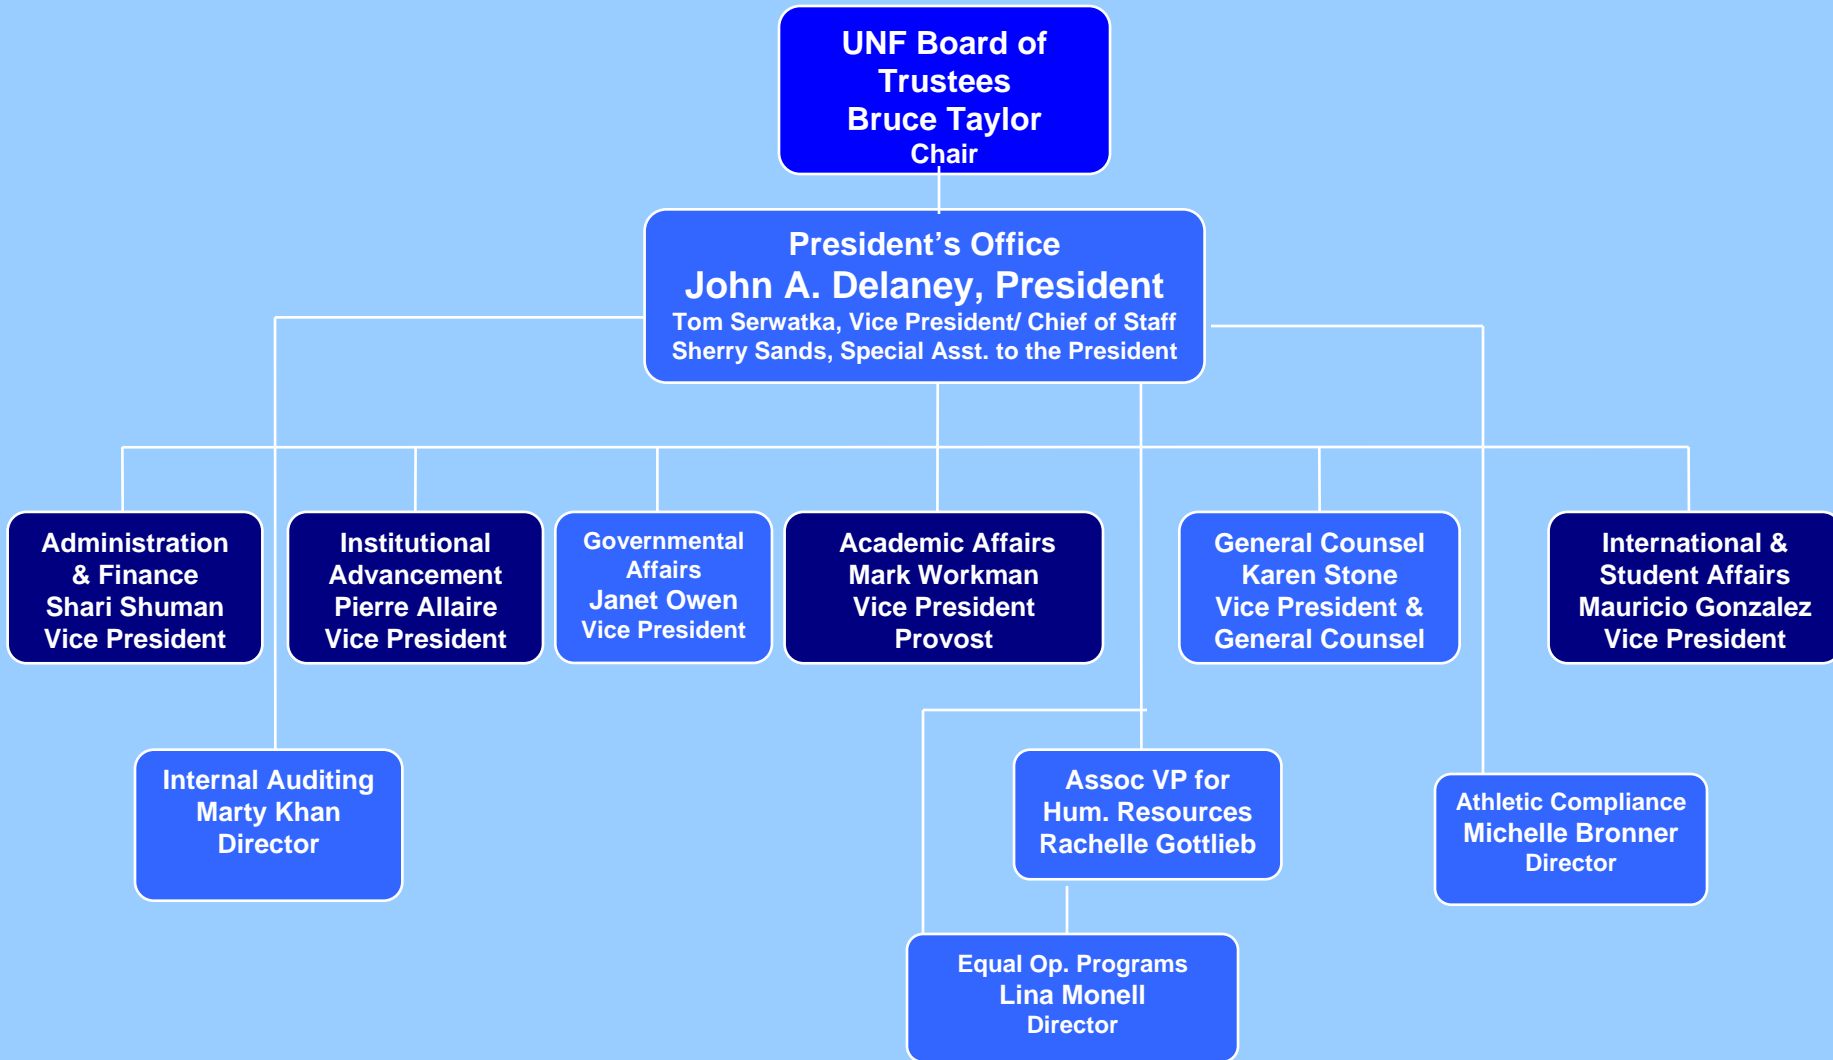 UNF Board of
Trustees
Bruce Taylor
Chair
President’s Office
John A. Delaney, President
Tom Serwatka, Vice President/ Chief of Staff
Sherry Sands, Special Asst. to the President
Administration
& Finance
Shari Shuman
Vice President
Institutional
Advancement
Pierre Allaire
Vice President
Governmental
Affairs
Janet Owen
Vice President
Academic Affairs
Mark Workman
Vice President
Provost
General Counsel
Karen Stone
Vice President &
General Counsel
International &
Student Affairs
Mauricio Gonzalez
Vice President
Internal Auditing
Marty Khan
Director
Assoc VP for
Hum. Resources
Rachelle Gottlieb
Athletic Compliance
Michelle Bronner
Director
Equal Op. Programs
Lina Monell
Director